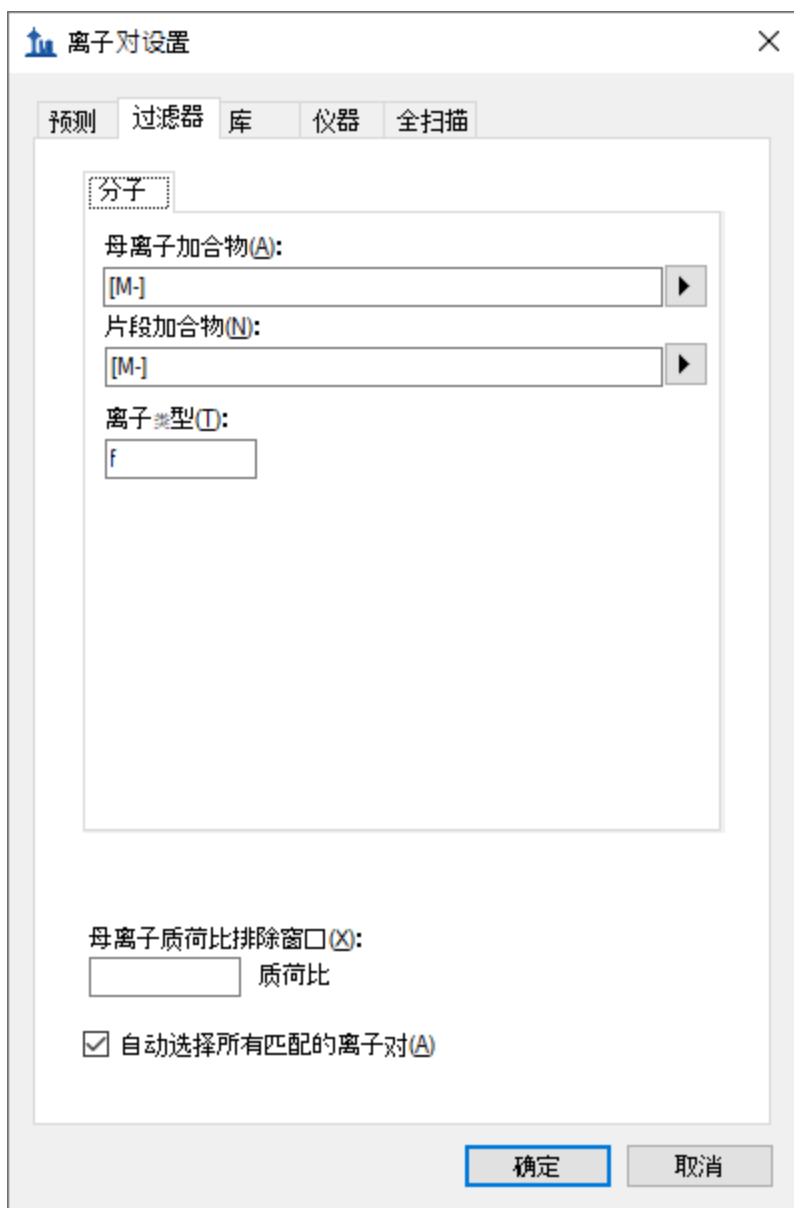 离子对设置
预测 过滤器 库 仪器 全扫描
分子
母离子加合物(A):
[M-]
片段加合物(N):
[M-]
离子类型(T):
f
母离子质荷比排除窗口(X):
质荷比
自动选择所有匹配的离子对(A)
确定 取消